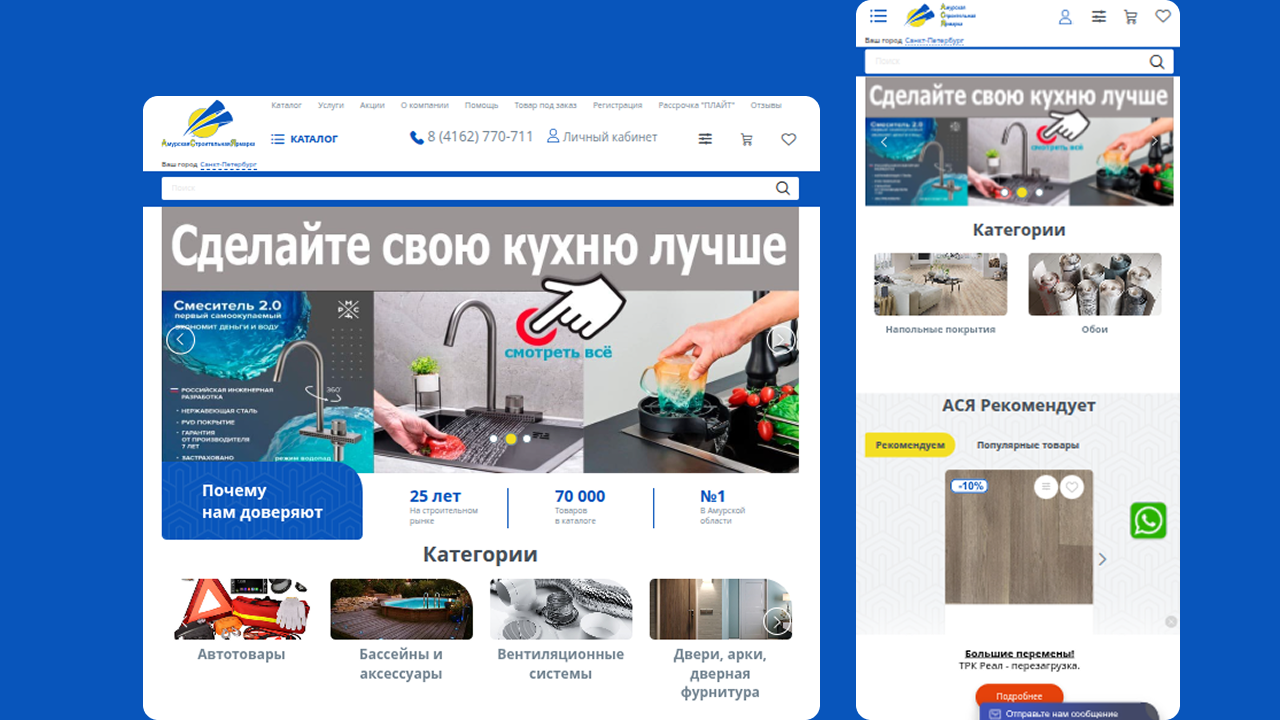 Каталог Услуги Акции О компании Помощь Товар под заказ Регистрация Рассрочка "ПЛАЙТ" Отзывы
АмурскаяСтроительнаяЯрмарка
КАТАЛОГ
8 (4162) 770-711
Личный кабинет
Ваш город Санкт-Петербург
Поиск
Сделайте свою кухню лучше
Смеситель 2.0
первый самоокупаемый
ЭКОНОМИТ ДЕНЬГИ И ВОДУ
смотреть всё
360°
РОССИЙСКАЯ ИНЖЕНЕРНАЯ
РАЗРАБОТКА
• НЕРЖАВЕЮЩАЯ СТАЛЬ
• PVD ПОКРЫТИЕ
• ГАРАНТИЯ
ОТ ПРОИЗВОДИТЕЛЯ
7 ЛЕТ
• ЗАСТРАХОВАНО
режим водопад
Почему
нам доверяют
25 лет
На строительном
рынке
70 000
Товаров
в каталоге
№1
В Амурской
области
Категории
Автотовары
Бассейны и
аксессуары
Вентиляционные
системы
Двери, арки,
дверная
фурнитура
Амурская
Строительная
Ярмарка
Ваш город Санкт-Петербург
Поиск
Сделайте свою кухню лучше
Смеситель 2.0
смотреть всё
Категории
Напольные покрытия
Обои
АСЯ Рекомендует
Рекомендуем
Популярные товары
-10%
Большие перемены!
ТРК Реал - перезагрузка.
Подробнее
Отправьте нам сообщение